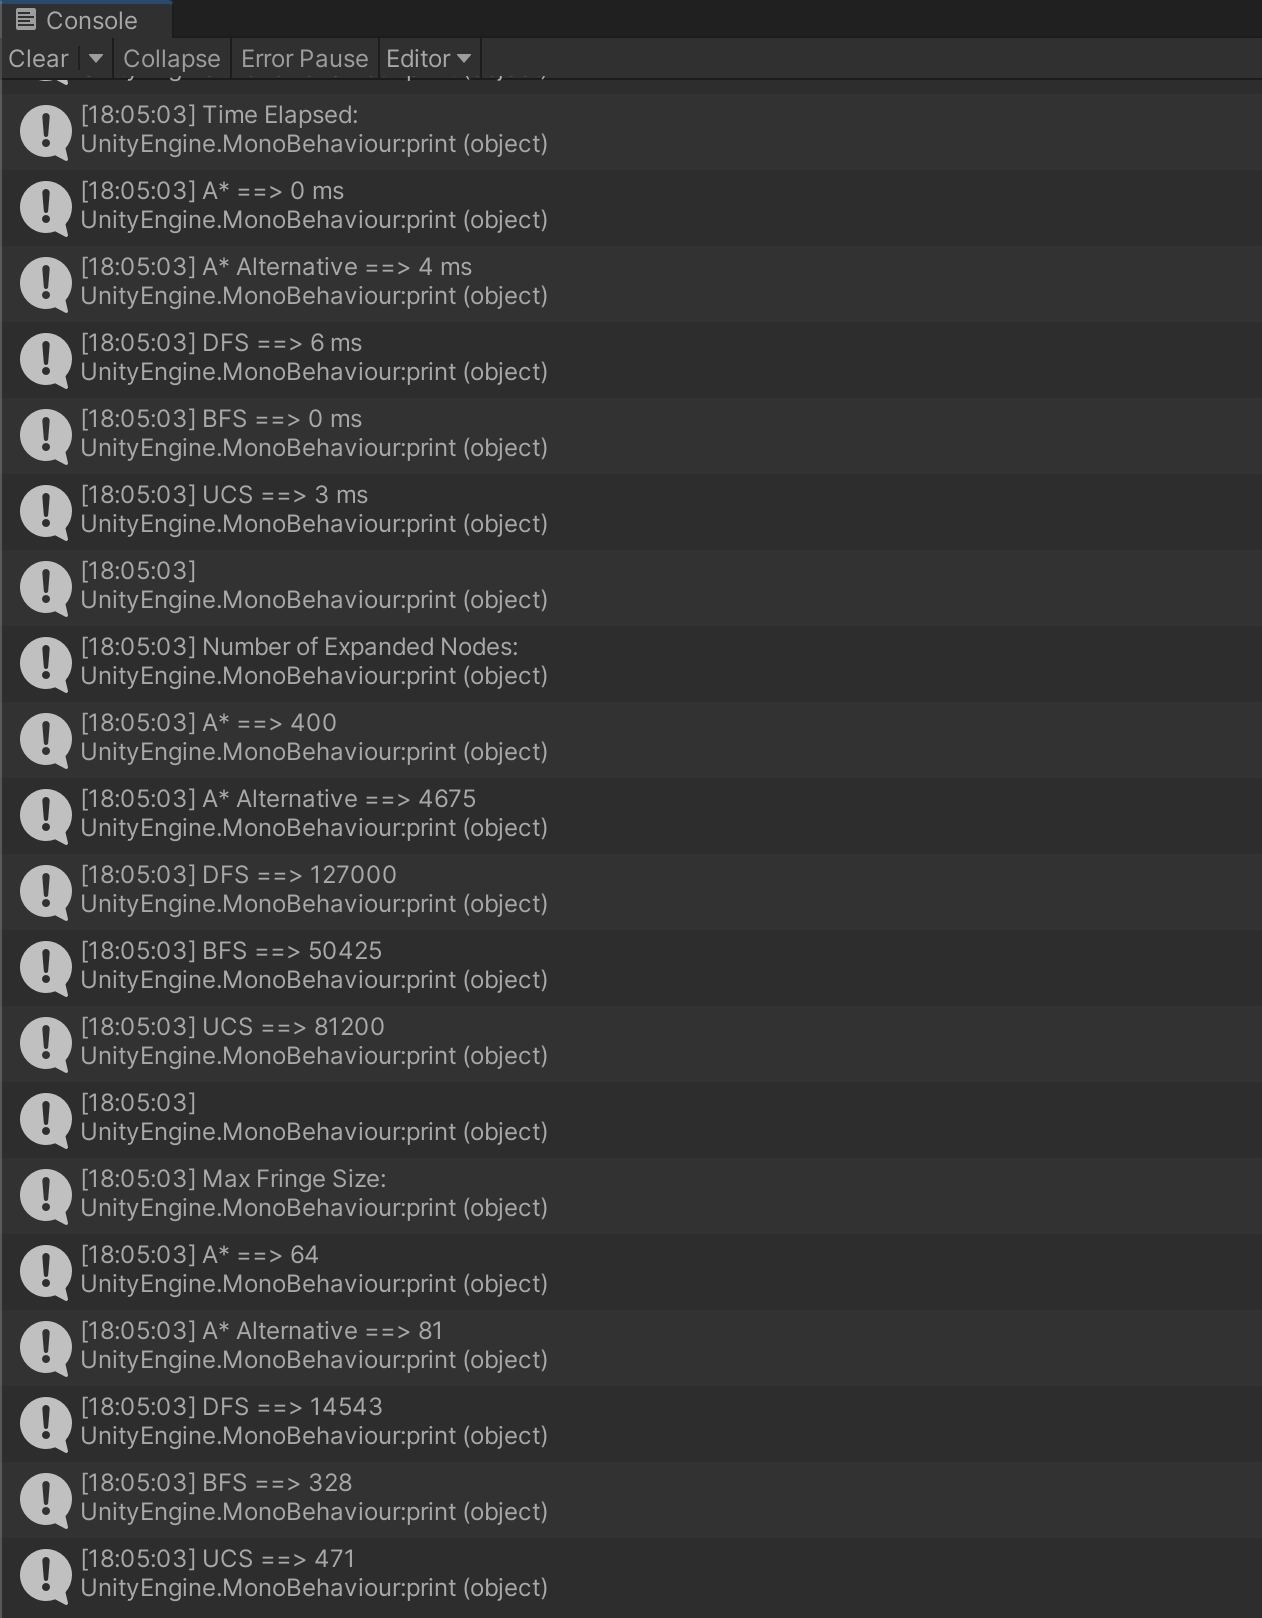 Console
Clear Collapse Error Pause Editor
[18:05:03] Time Elapsed:
UnityEngine.MonoBehaviour:print (object)
[18:05:03] A* ==> 0 ms
UnityEngine.MonoBehaviour:print (object)
[18:05:03] A* Alternative ==> 4 ms
UnityEngine.MonoBehaviour:print (object)
[18:05:03] DFS ==> 6 ms
UnityEngine.MonoBehaviour:print (object)
[18:05:03] BFS ==> 0 ms
UnityEngine.MonoBehaviour:print (object)
[18:05:03] UCS ==> 3 ms
UnityEngine.MonoBehaviour:print (object)
[18:05:03]
UnityEngine.MonoBehaviour:print (object)
[18:05:03] Number of Expanded Nodes:
UnityEngine.MonoBehaviour:print (object)
[18:05:03] A* ==> 400
UnityEngine.MonoBehaviour:print (object)
[18:05:03] A* Alternative ==> 4675
UnityEngine.MonoBehaviour:print (object)
[18:05:03] DFS ==> 127000
UnityEngine.MonoBehaviour:print (object)
[18:05:03] BFS ==> 50425
UnityEngine.MonoBehaviour:print (object)
[18:05:03] UCS ==> 81200
UnityEngine.MonoBehaviour:print (object)
[18:05:03]
UnityEngine.MonoBehaviour:print (object)
[18:05:03] Max Fringe Size:
UnityEngine.MonoBehaviour:print (object)
[18:05:03] A* ==> 64
UnityEngine.MonoBehaviour:print (object)
[18:05:03] A* Alternative ==> 81
UnityEngine.MonoBehaviour:print (object)
[18:05:03] DFS ==> 14543
UnityEngine.MonoBehaviour:print (object)
[18:05:03] BFS ==> 328
UnityEngine.MonoBehaviour:print (object)
[18:05:03] UCS ==> 471
UnityEngine.MonoBehaviour:print (object)